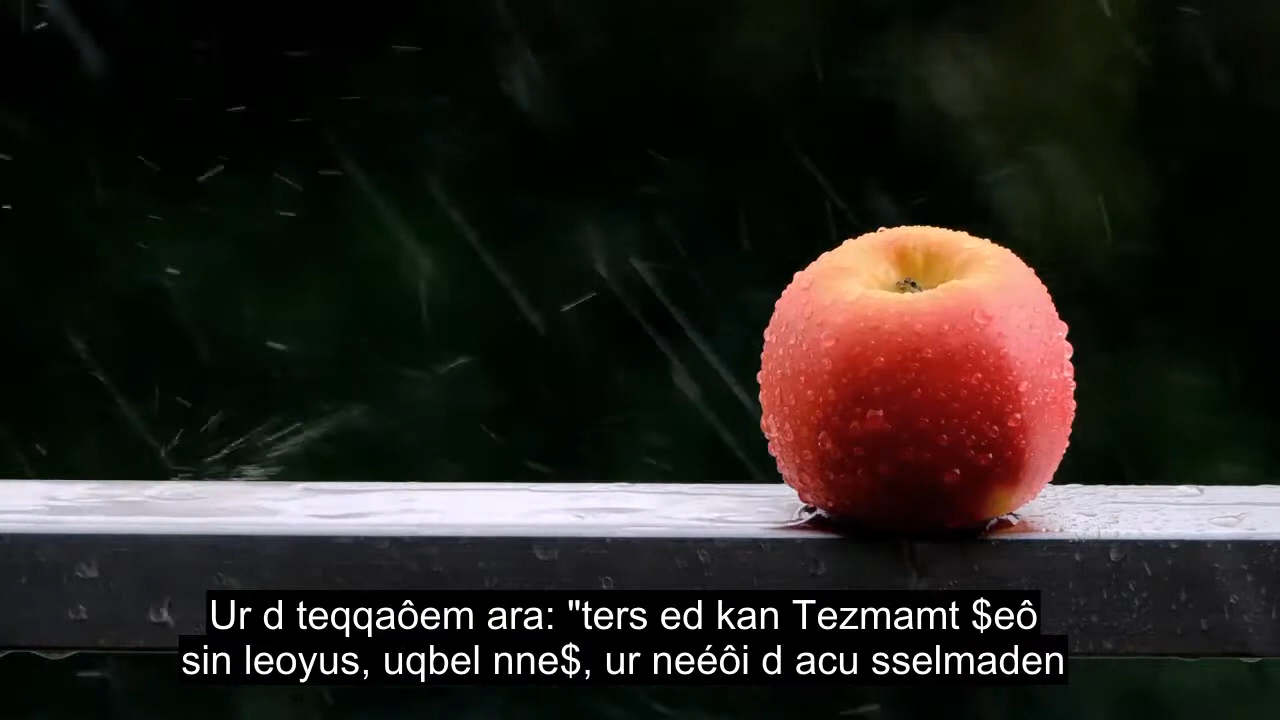 Ur d teqqaôem ara: "ters ed kan Tezmamt $eô
sin leoyus, uqbel nne$, ur neéôi d acu sselmaden